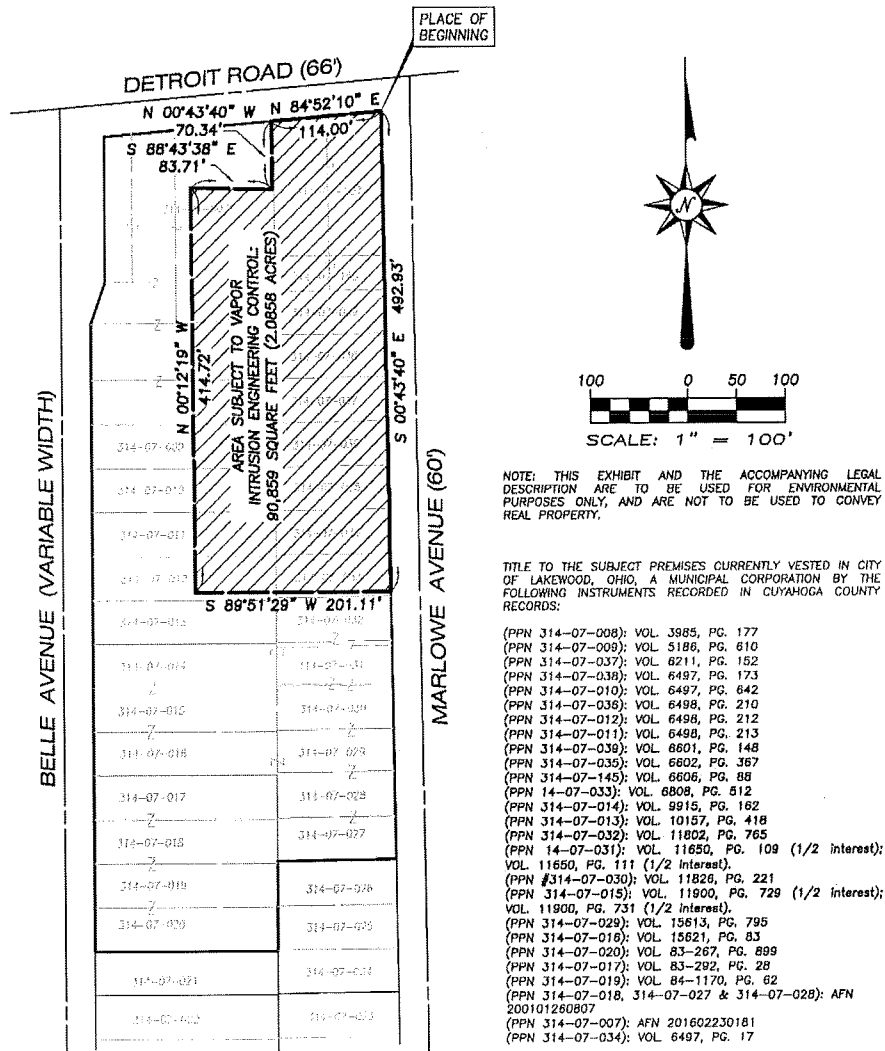 PLACE OF
BEGINNING
DETROIT ROAD (66')
N 00°43'40" W
70.34'
N 84°52'10" E
114.00'
S 88°43'38" E
83.71'
AREA SUBJECT TO VAPOR
INTRUSION ENGINEERING CONTROL:
90,859 SQUARE FEET (2.0858 ACRES)
N 00°12'19" W
414.72'
S 00°43'40" E 492.93'
S 89°51'29" W 201.11'
BELLE AVENUE (VARIABLE WIDTH)
MARLOWE AVENUE (60')
314-07-013
314-07-032
314-07-014
314-07-031
314-07-015
314-07-030
314-07-016
314-07-029
314-07-017
314-07-028
314-07-018
314-07-027
314-07-019
314-07-026
314-07-020
314-07-025
314-07-021
314-07-024
314-07-022
314-07-023
N
100 0 50 100
SCALE: 1" = 100'
NOTE: THIS EXHIBIT AND THE ACCOMPANYING LEGAL
DESCRIPTION ARE TO BE USED FOR ENVIRONMENTAL
PURPOSES ONLY, AND ARE NOT TO BE USED TO CONVEY
REAL PROPERTY.
TITLE TO THE SUBJECT PREMISES CURRENTLY VESTED IN CITY
OF LAKEWOOD, OHIO, A MUNICIPAL CORPORATION BY THE
FOLLOWING INSTRUMENTS RECORDED IN CUYAHOGA COUNTY
RECORDS:
(PPN 314-07-008): VOL. 3985, PG. 177
(PPN 314-07-009): VOL. 5186, PG. 610
(PPN 314-07-037): VOL. 6211, PG. 152
(PPN 314-07-038): VOL. 6497, PG. 173
(PPN 314-07-010): VOL. 6497, PG. 642
(PPN 314-07-036): VOL. 6498, PG. 210
(PPN 314-07-012): VOL. 6498, PG. 212
(PPN 314-07-011): VOL. 6498, PG. 213
(PPN 314-07-039): VOL. 6601, PG. 148
(PPN 314-07-035): VOL. 6602, PG. 367
(PPN 314-07-145): VOL. 6606, PG. 88
(PPN 14-07-033): VOL. 6808, PG. 512
(PPN 314-07-014): VOL. 9915, PG. 162
(PPN 314-07-013): VOL. 10157, PG. 418
(PPN 314-07-032): VOL. 11802, PG. 765
(PPN 14-07-031): VOL. 11650, PG. 109 (1/2 interest);
VOL. 11650, PG. 111 (1/2 interest).
(PPN #314-07-030): VOL. 11826, PG. 221
(PPN 314-07-015): VOL. 11900, PG. 729 (1/2 interest);
VOL. 11900, PG. 731 (1/2 interest).
(PPN 314-07-029): VOL. 15613, PG. 795
(PPN 314-07-016): VOL. 15621, PG. 83
(PPN 314-07-020): VOL. 83-267, PG. 899
(PPN 314-07-017): VOL. 83-292, PG. 28
(PPN 314-07-019): VOL. 84-1170, PG. 62
(PPN 314-07-018, 314-07-027 & 314-07-028): AFN
200101260807
(PPN 314-07-007): AFN 201602230181
(PPN 314-07-034): VOL. 6497, PG. 17